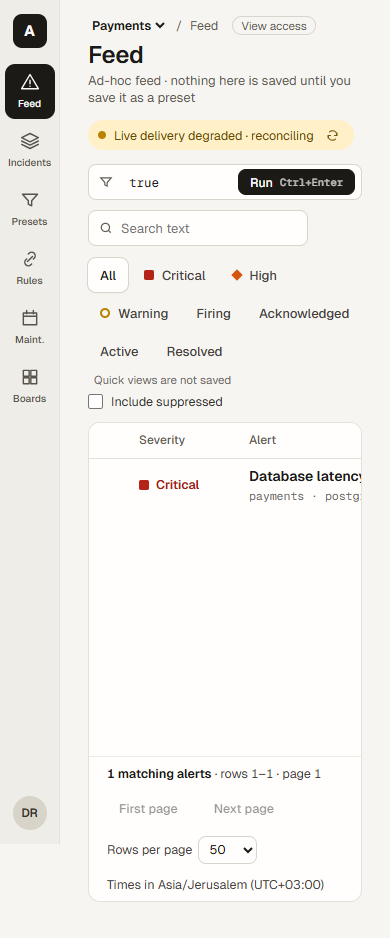 A
Payments / Feed View access
Feed
Ad-hoc feed · nothing here is saved until you
save it as a preset
Live delivery degraded · reconciling
true Run Ctrl+Enter
Search text
All Critical High
Warning Firing Acknowledged
Active Resolved
Quick views are not saved
Include suppressed
Severity Alert
Critical Database latency
payments · postg
1 matching alerts · rows 1–1 · page 1
First page Next page
Rows per page 50
Times in Asia/Jerusalem (UTC+03:00)
Feed
Incidents
Presets
Rules
Maint.
Boards
DR